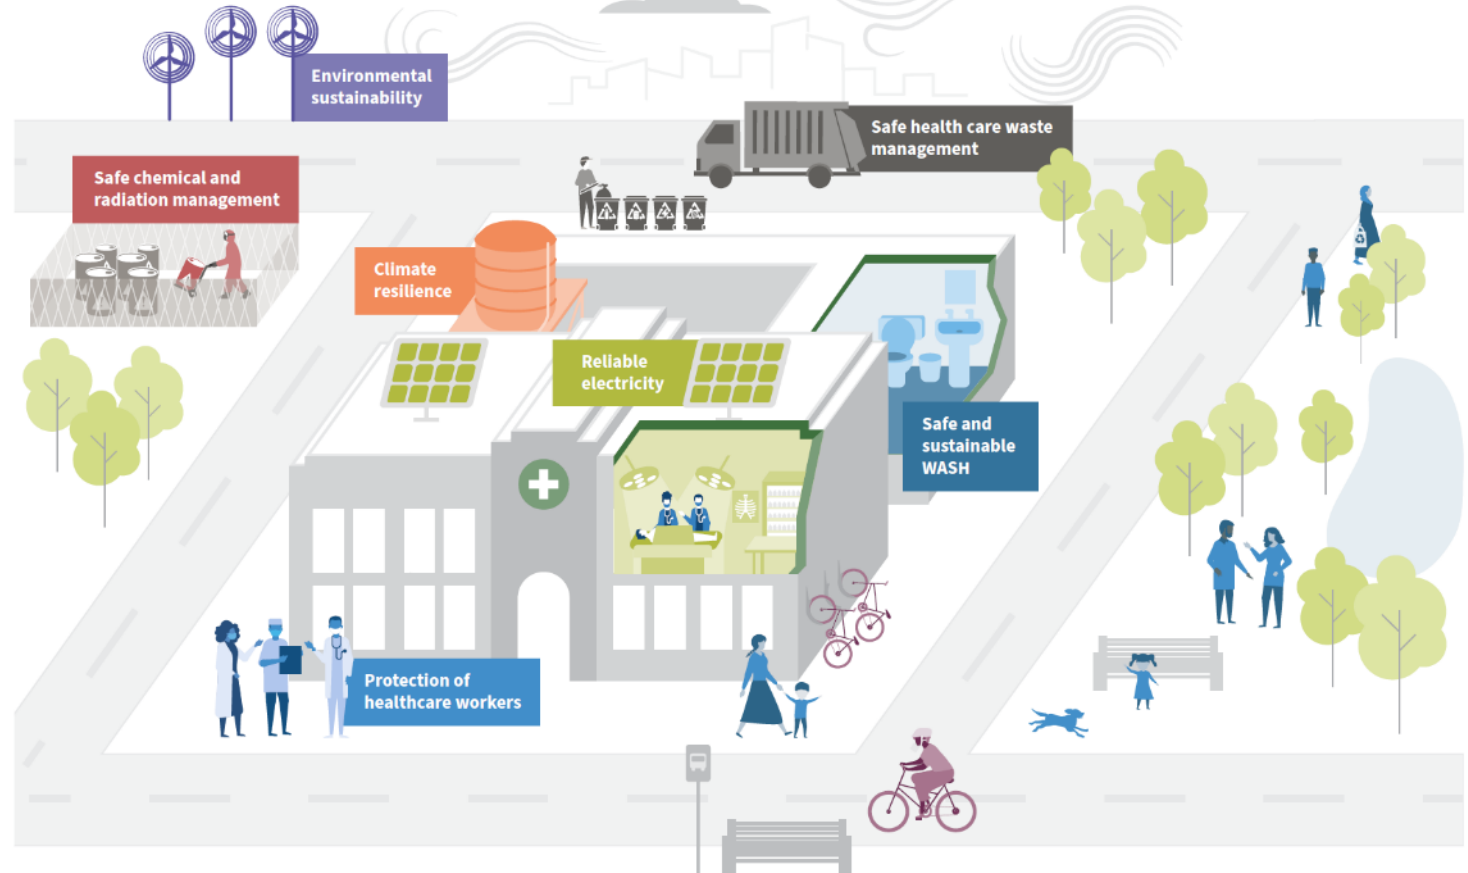 Environmental
sustainability
Safe health care waste
management
Safe chemical and
radiation management
Climate
resilience
Reliable
electricity
Safe and
sustainable
WASH
Protection of
healthcare workers